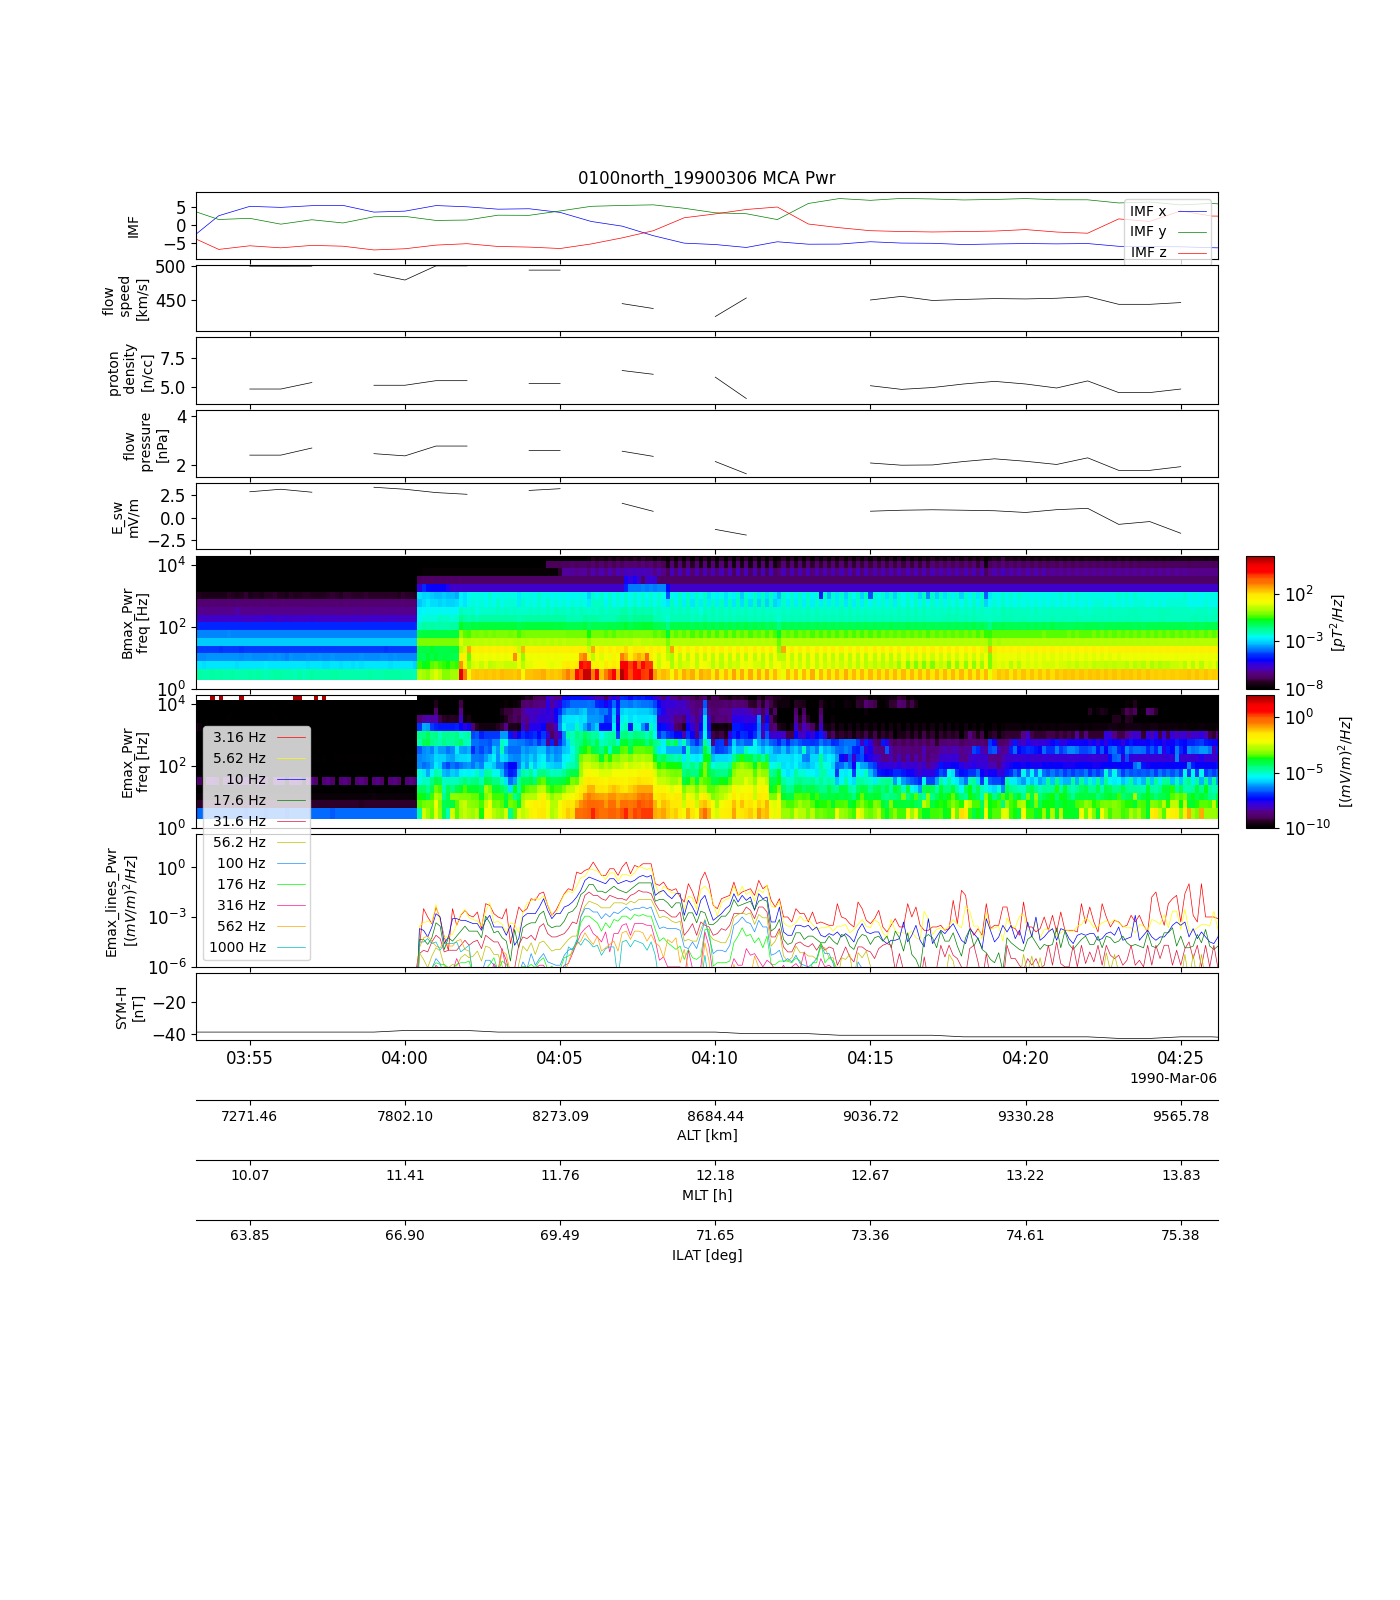 0100north_19900306 MCA Pwr
IMF
5
0
−5
IMF x
IMF y
IMF z
flow
speed
[km/s]
500
450
proton
density
[n/cc]
7.5
5.0
flow
pressure
[nPa]
4
2
E_sw
mV/m
2.5
0.0
−2.5
Bmax_Pwr
freq [Hz]
10^4
10^2
10^0
10^2
10^−3
10^−8
[pT^2/Hz]
Emax_Pwr
freq [Hz]
10^4
10^2
10^0
10^0
10^−5
10^−10
[(mV/m)^2/Hz]
3.16 Hz
5.62 Hz
10 Hz
17.6 Hz
31.6 Hz
56.2 Hz
100 Hz
176 Hz
316 Hz
562 Hz
1000 Hz
Emax_lines_Pwr
[(mV/m)^2/Hz]
10^0
10^−3
10^−6
SYM-H
[nT]
−20
−40
03:55 04:00 04:05 04:10 04:15 04:20 04:25
1990-Mar-06
7271.46 7802.10 8273.09 8684.44 9036.72 9330.28 9565.78
ALT [km]
10.07 11.41 11.76 12.18 12.67 13.22 13.83
MLT [h]
63.85 66.90 69.49 71.65 73.36 74.61 75.38
ILAT [deg]